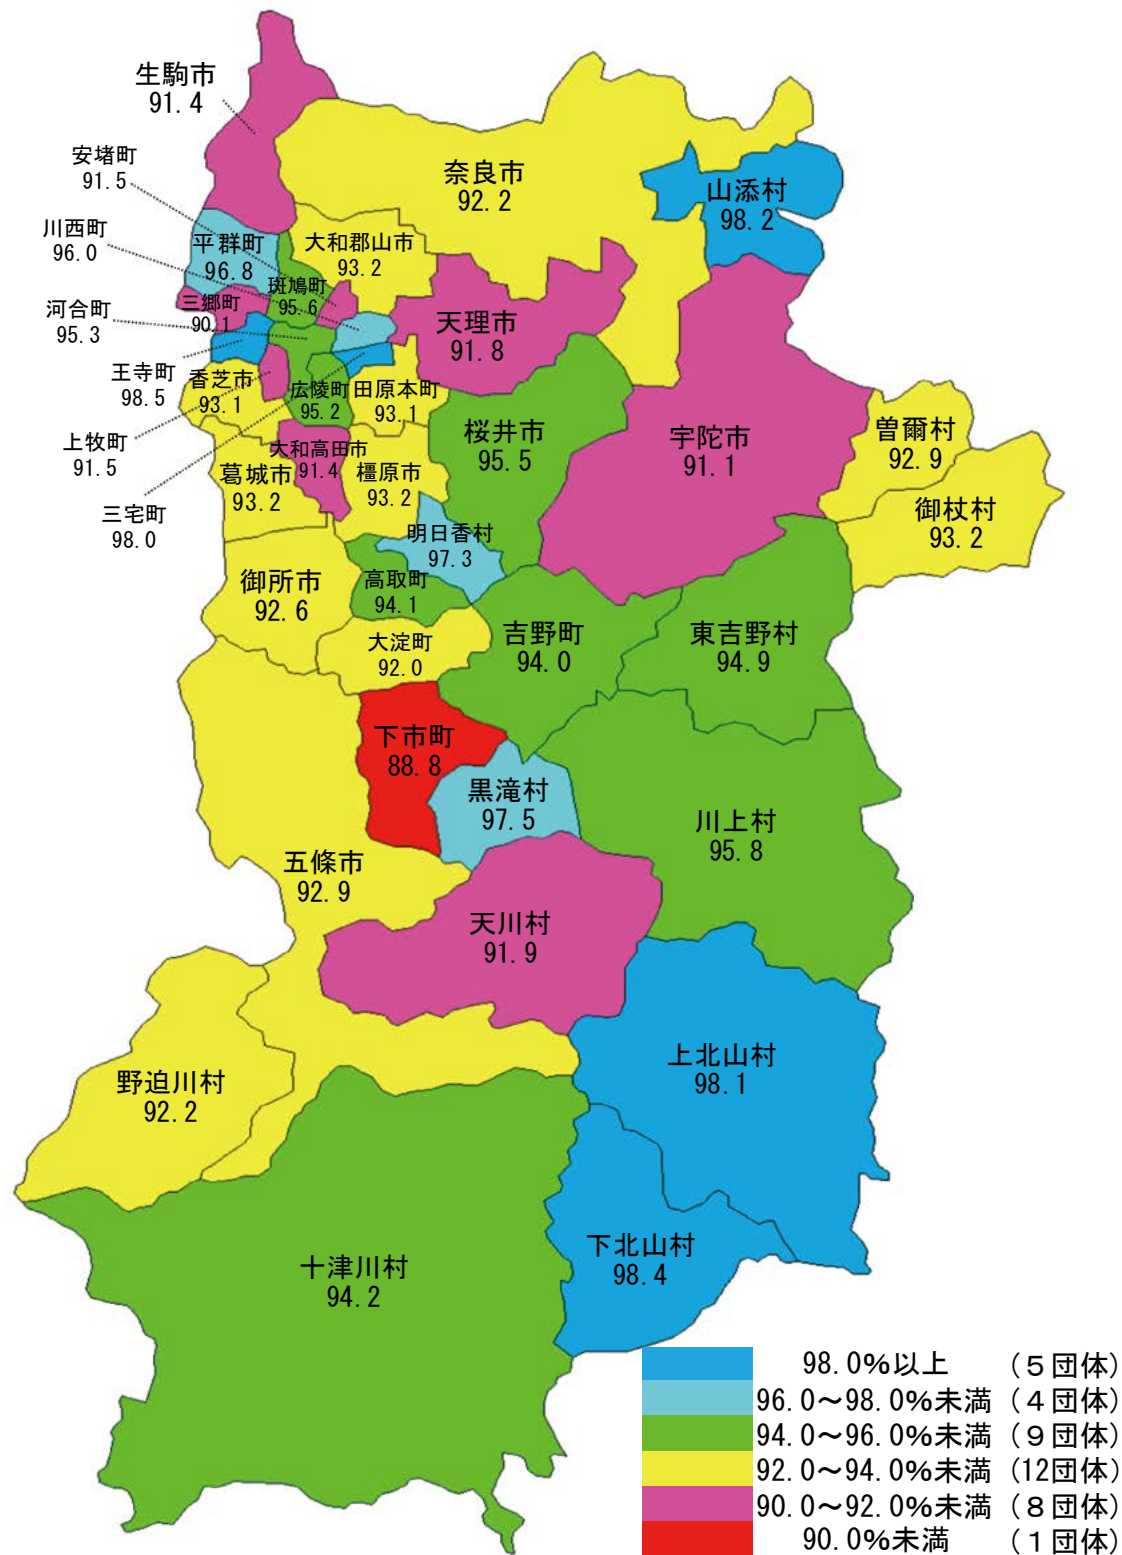 生駒市
91.4
安堵町
91.5
川西町
96.0
河合町
95.3
王寺町
98.5
上牧町
91.5
三宅町
98.0
奈良市
92.2
山添村
98.2
平群町
96.8
大和郡山市
93.2
斑鳩町
95.6
三郷町
90.1
天理市
91.8
香芝市
93.1
広陵町
95.2
田原本町
93.1
桜井市
95.5
宇陀市
91.1
曽爾村
92.9
御杖村
93.2
大和高田市
91.4
葛城市
93.2
橿原市
93.2
明日香村
97.3
高取町
94.1
御所市
92.6
大淀町
92.0
吉野町
94.0
東吉野村
94.9
下市町
88.8
黒滝村
97.5
川上村
95.8
五條市
92.9
天川村
91.9
上北山村
98.1
野迫川村
92.2
下北山村
98.4
十津川村
94.2
98.0%以上 (5団体)
96.0～98.0%未満 (4団体)
94.0～96.0%未満 (9団体)
92.0～94.0%未満 (12団体)
90.0～92.0%未満 (8団体)
90.0%未満 (1団体)